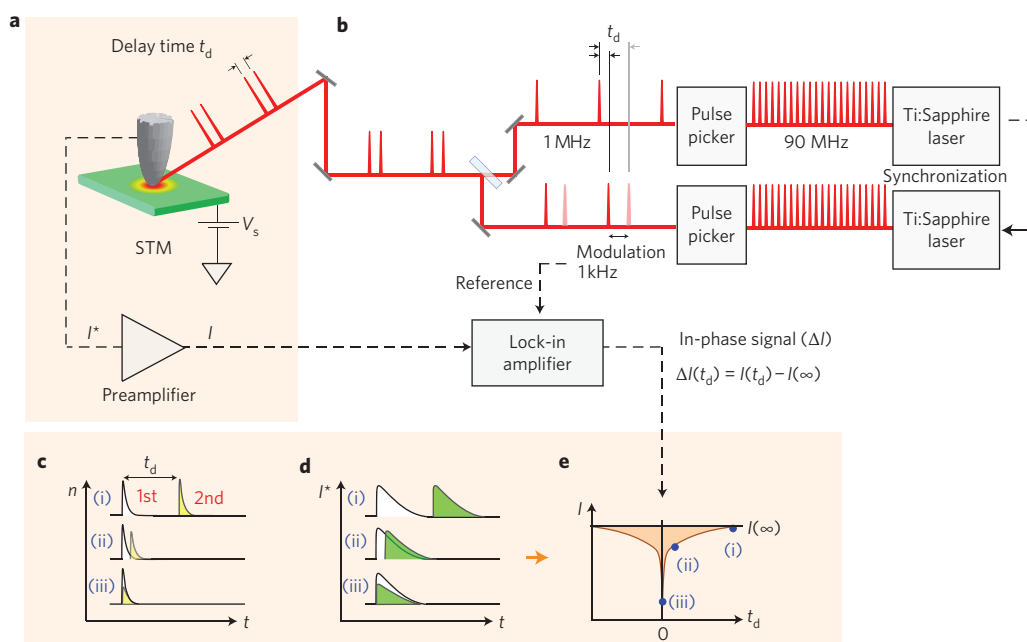 a
Delay time t_d
STM
V_s
I*
I
Preamplifier
b
t_d
1 MHz
Pulse
picker
90 MHz
Ti:Sapphire
laser
Synchronization
Pulse
picker
Ti:Sapphire
laser
Modulation
1kHz
Reference
Lock-in
amplifier
In-phase signal (ΔI)
ΔI(t_d) = I(t_d) – I(∞)
c
n
t_d
(i)
1st
2nd
(ii)
(iii)
t
d
I*
(i)
(ii)
(iii)
t
e
I
I(∞)
(i)
(ii)
(iii)
0
t_d